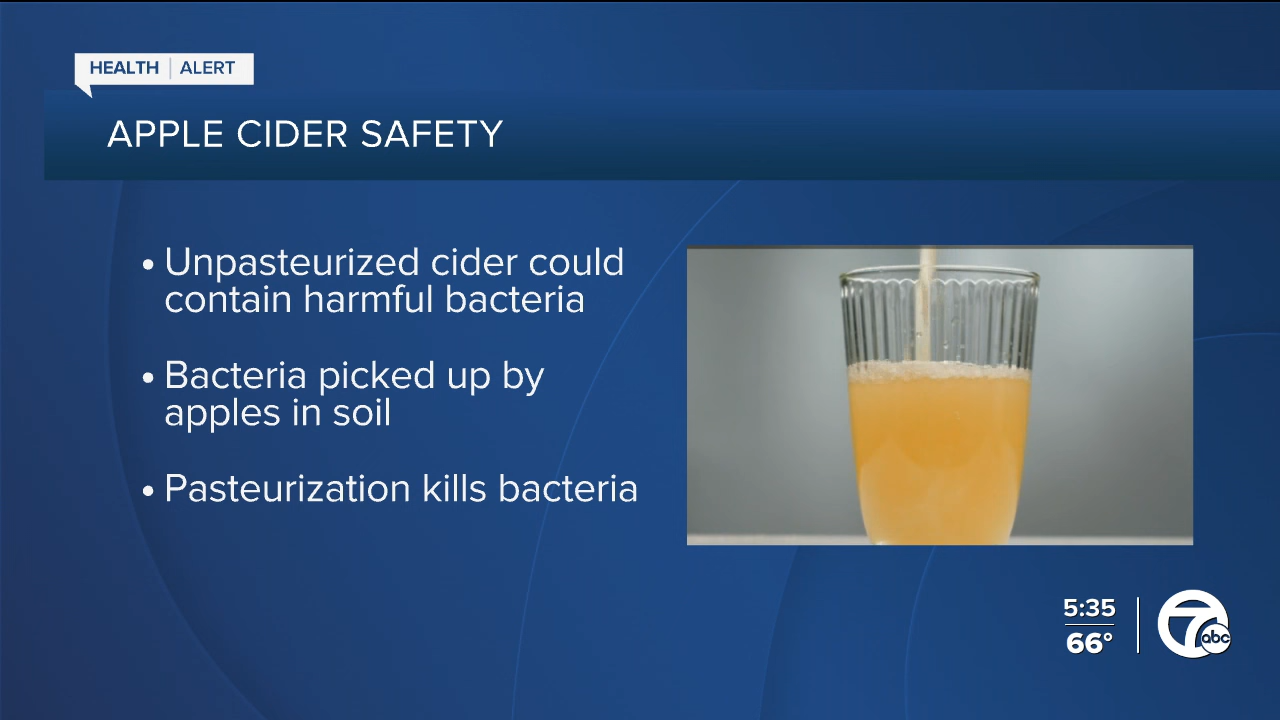 HEALTH | ALERT
APPLE CIDER SAFETY
• Unpasteurized cider could
contain harmful bacteria
• Bacteria picked up by
apples in soil
• Pasteurization kills bacteria
5:35
66°
7 abc